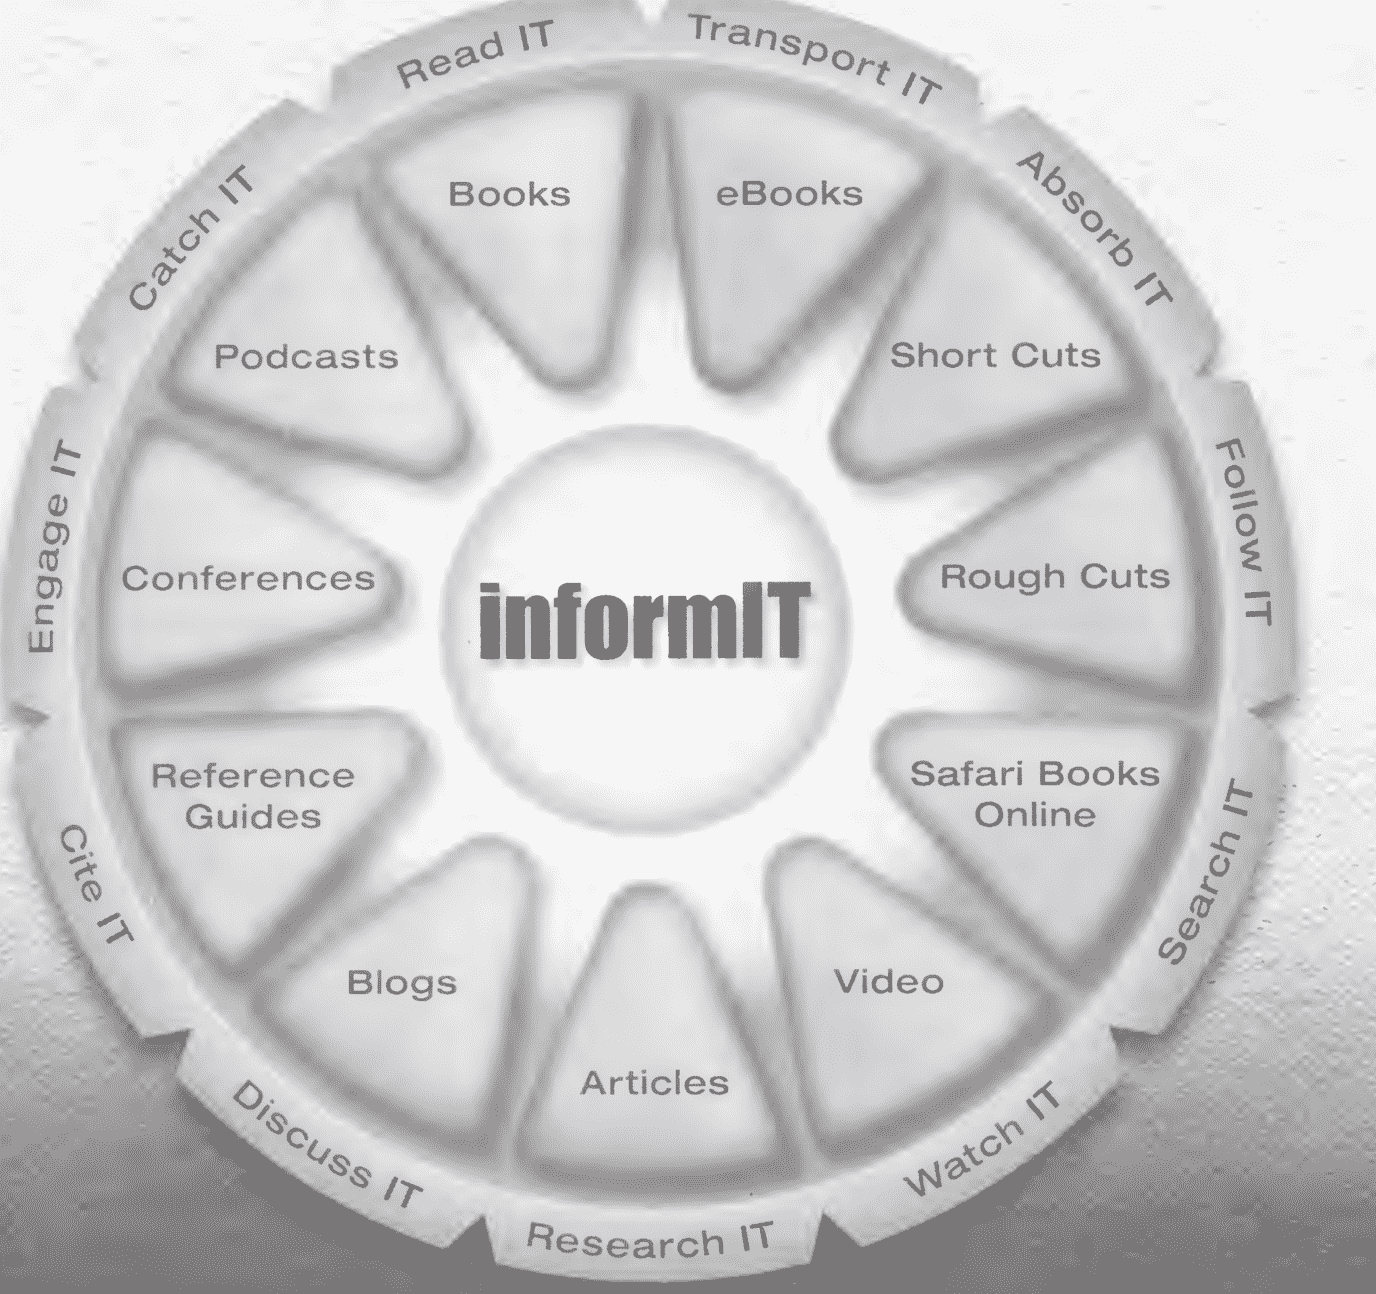 Read IT
Transport IT
Absorb IT
Follow IT
Search IT
Watch IT
Research IT
Discuss IT
Cite IT
Engage IT
Catch IT
Books
eBooks
Short Cuts
Rough Cuts
Safari Books
Online
Video
Articles
Blogs
Reference
Guides
Conferences
Podcasts
informIT